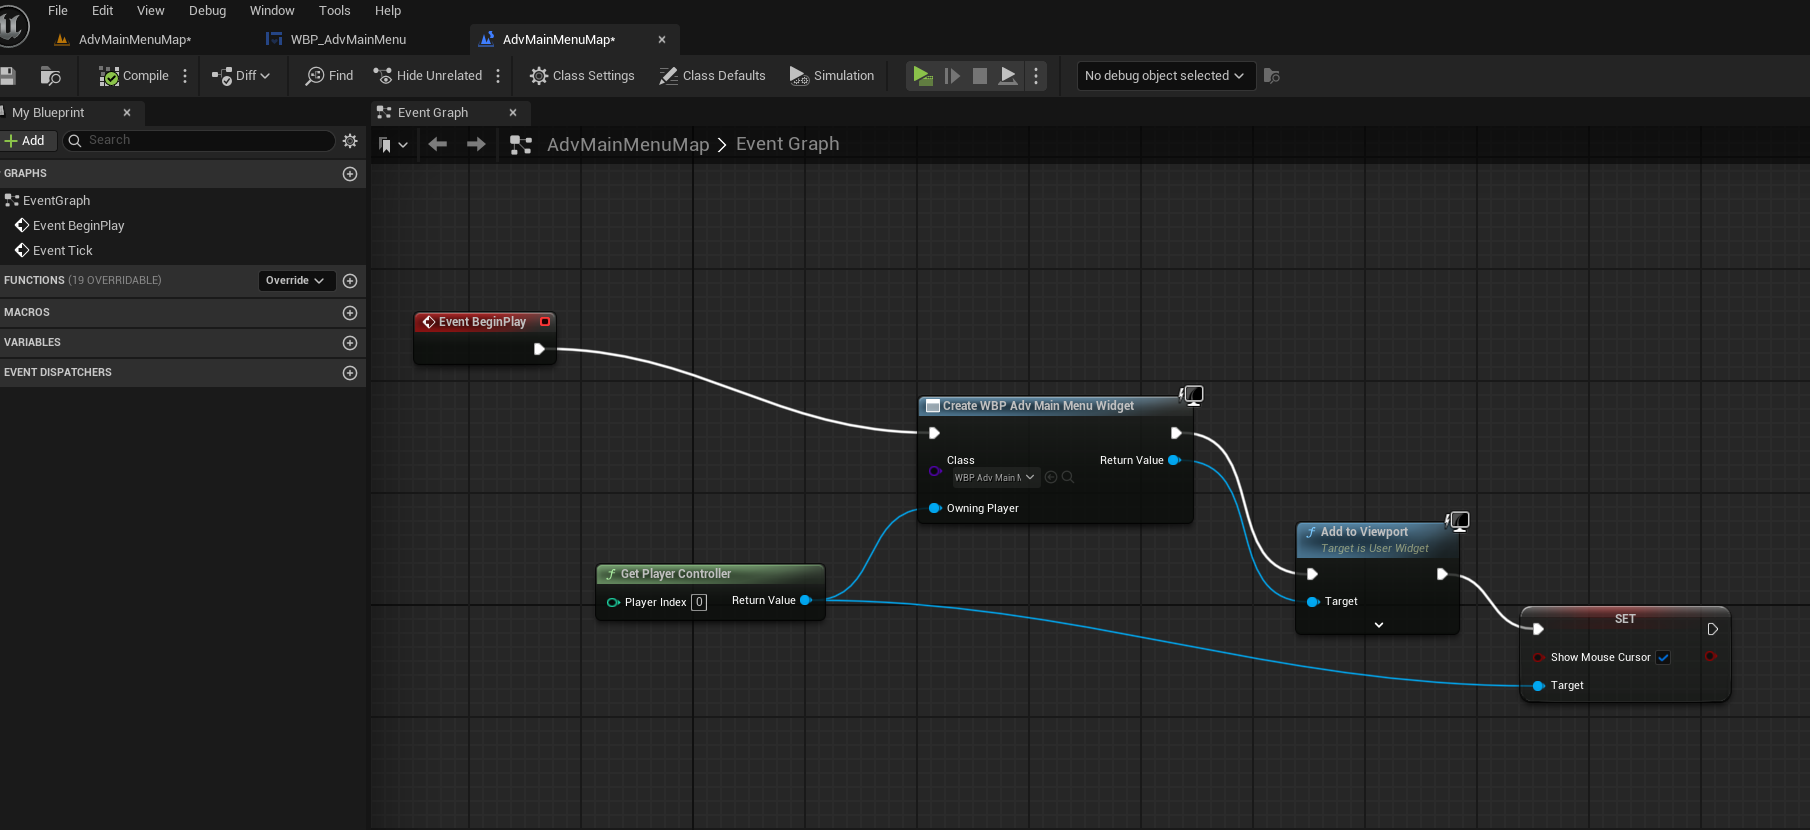 File Edit View Debug Window Tools Help
AdvMainMenuMap* WBP_AdvMainMenu AdvMainMenuMap*
Compile Diff Find Hide Unrelated Class Settings Class Defaults Simulation No debug object selected
My Blueprint Event Graph
Add Search AdvMainMenuMap > Event Graph
GRAPHS
EventGraph
Event BeginPlay
Event Tick
FUNCTIONS (19 OVERRIDABLE) Override
MACROS
VARIABLES
EVENT DISPATCHERS
Event BeginPlay
Create WBP Adv Main Menu Widget
Class Return Value
WBP Adv Main M
Owning Player
Get Player Controller
Player Index 0 Return Value
Add to Viewport
Target is User Widget
Target
SET
Show Mouse Cursor
Target